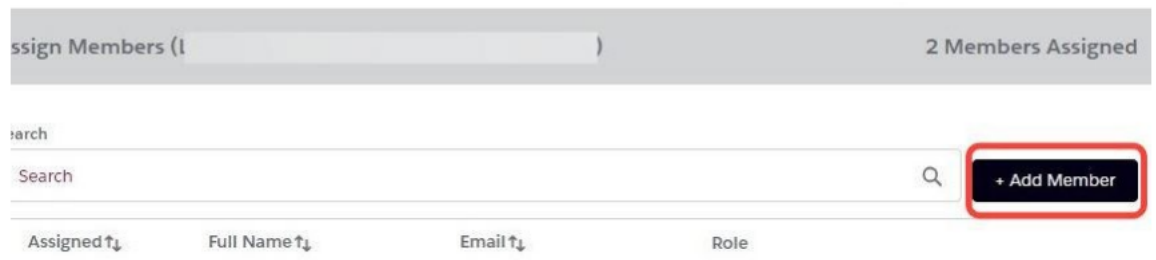 ssign Members (L ) 2 Members Assigned
earch
Search + Add Member
Assigned Full Name Email Role